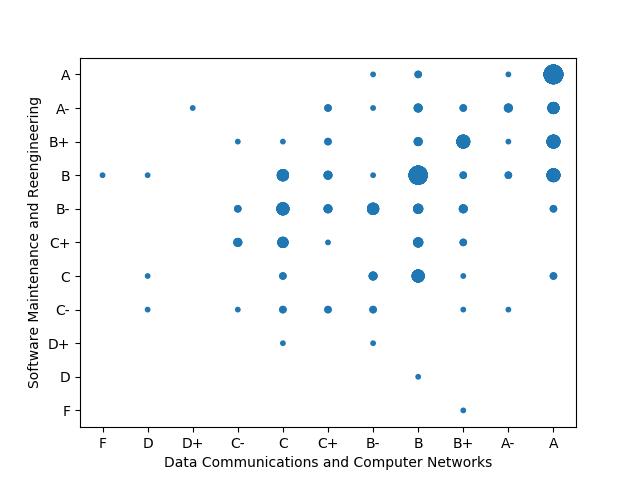 Software Maintenance and Reengineering
A
A-
B+
B
B-
C+
C
C-
D+
D
F
F D D+ C- C C+ B- B B+ A- A
Data Communications and Computer Networks